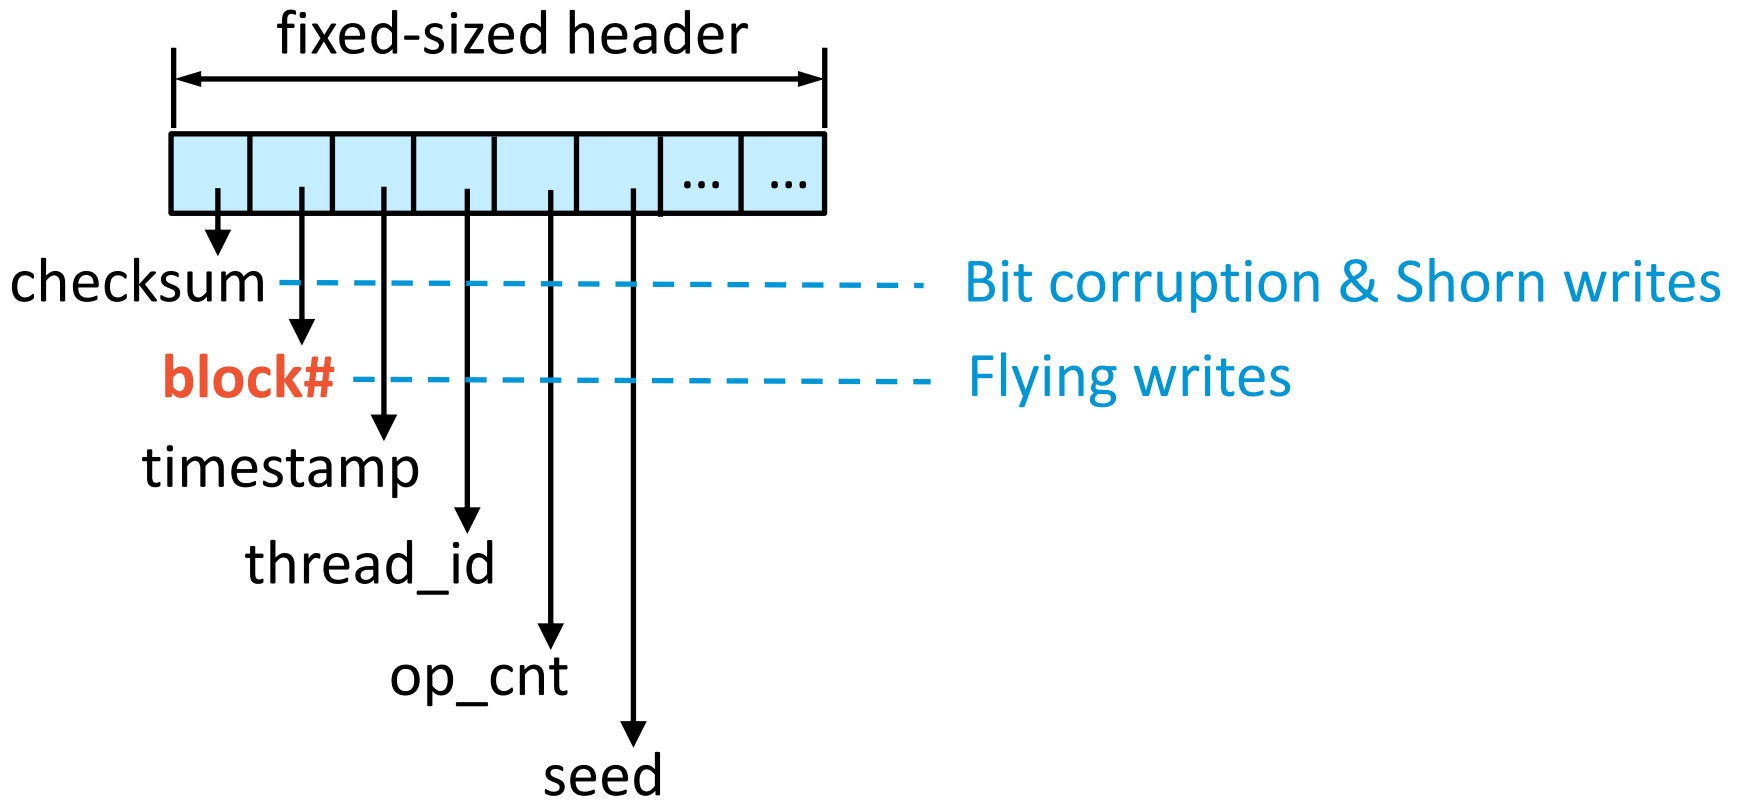 fixed-sized header
... ...
checksum Bit corruption & Shorn writes
block# Flying writes
timestamp
thread_id
op_cnt
seed